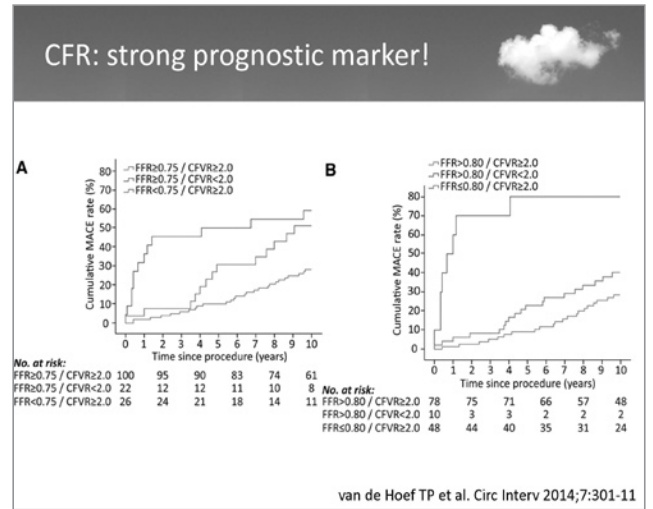 CFR: strong prognostic marker!
A
FFR≥0.75 / CFVR≥2.0
FFR≥0.75 / CFVR<2.0
FFR<0.75 / CFVR≥2.0
Cumulative MACE rate (%)
80
70
60
50
40
30
20
10
0
0 1 2 3 4 5 6 7 8 9 10
Time since procedure (years)
No. at risk:
FFR≥0.75 / CFVR≥2.0 100 95 90 83 74 61
FFR≥0.75 / CFVR<2.0 22 12 12 11 10 8
FFR<0.75 / CFVR≥2.0 26 24 21 18 14 11
B
FFR>0.80 / CFVR≥2.0
FFR>0.80 / CFVR<2.0
FFR≤0.80 / CFVR≥2.0
Cumulative MACE rate (%)
80
70
60
50
40
30
20
10
0
0 1 2 3 4 5 6 7 8 9 10
Time since procedure (years)
No. at risk:
FFR>0.80 / CFVR≥2.0 78 75 71 66 57 48
FFR>0.80 / CFVR<2.0 10 3 3 2 2 2
FFR≤0.80 / CFVR≥2.0 48 44 40 35 31 24
van de Hoef TP et al. Circ Interv 2014;7:301-11